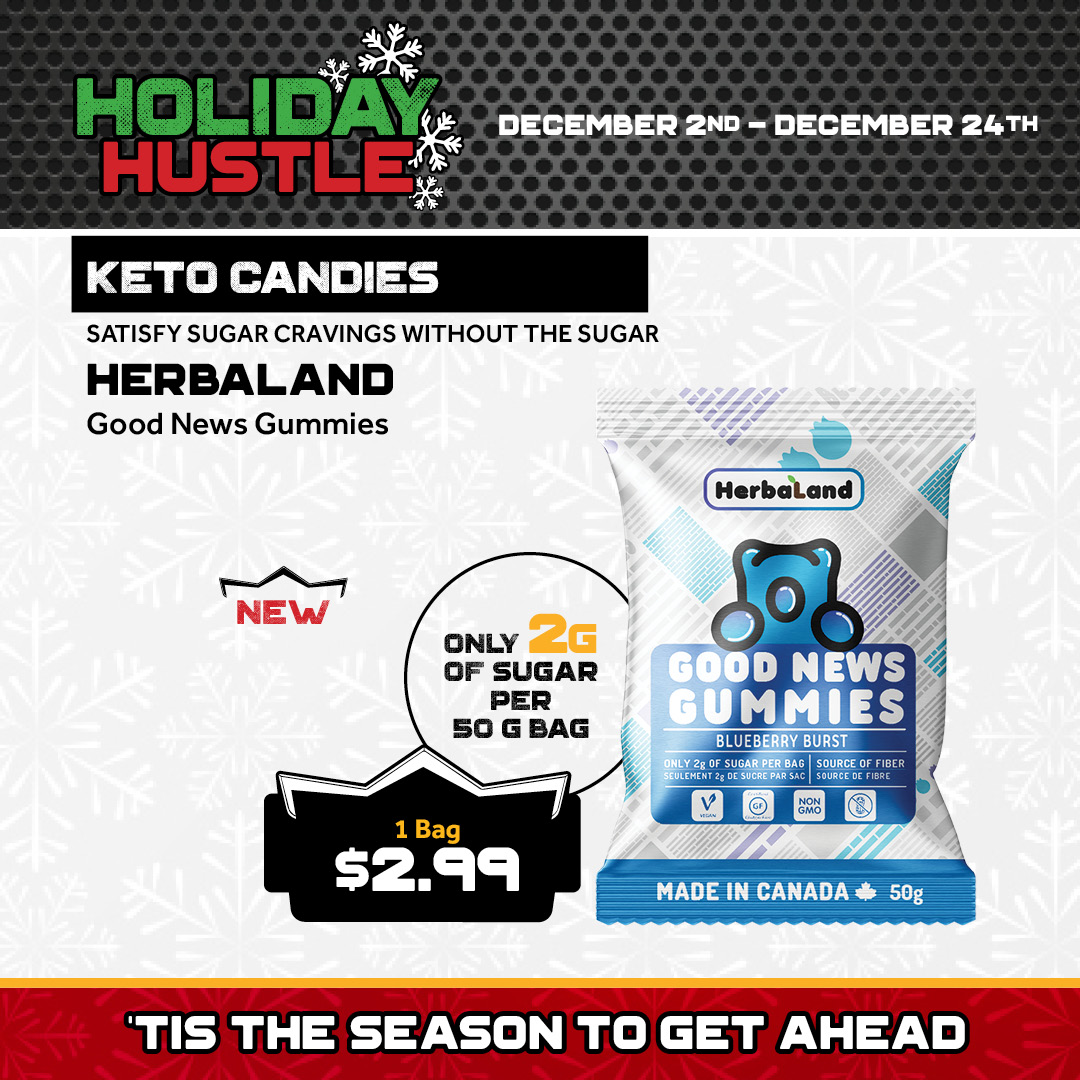 HOLIDAY
HUSTLE
DECEMBER 2ND – DECEMBER 24TH
KETO CANDIES
SATISFY SUGAR CRAVINGS WITHOUT THE SUGAR
HERBALAND
Good News Gummies
NEW
ONLY 2G
OF SUGAR
PER
50 G BAG
1 Bag
$2.99
HerbaLand
GOOD NEWS
GUMMIES
BLUEBERRY BURST
ONLY 2g OF SUGAR PER BAG | SOURCE OF FIBER
SEULEMENT 2g DE SUCRE PAR SAC | SOURCE DE FIBRE
V
VEGAN
GF
NON
GMO
MADE IN CANADA 50g
'TIS THE SEASON TO GET AHEAD